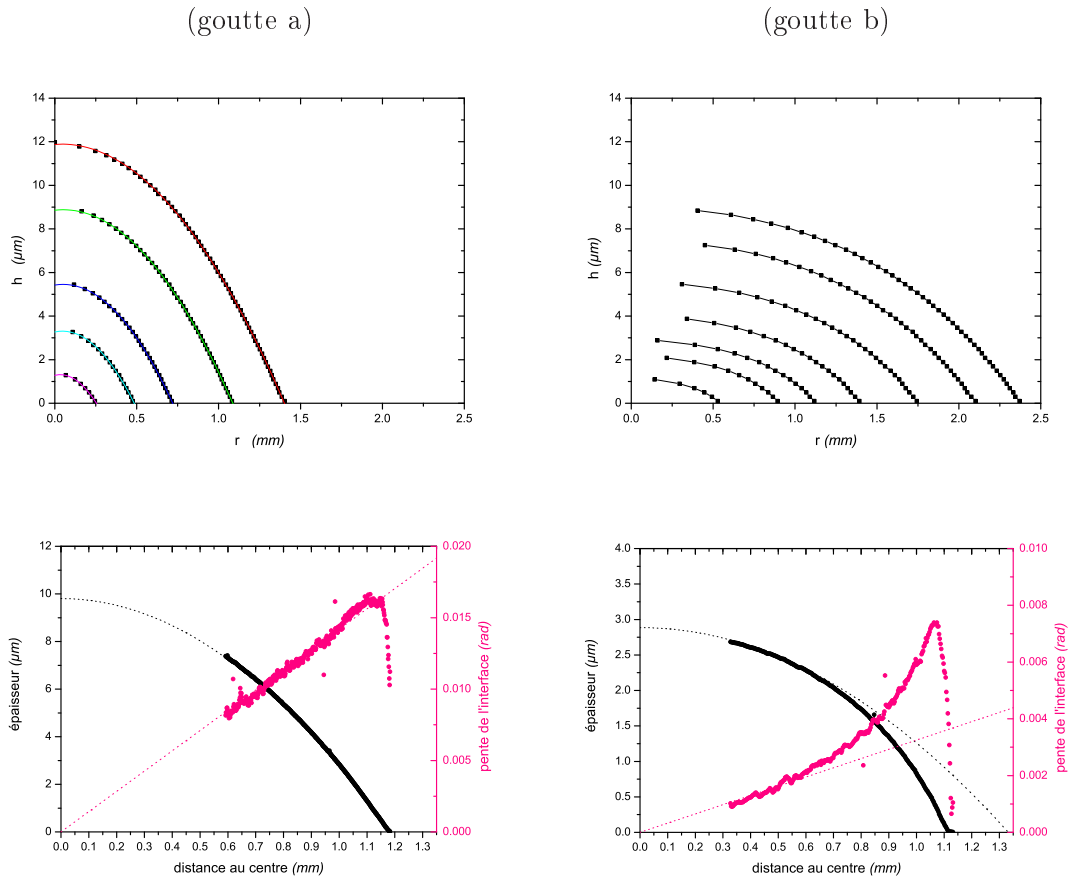 (goutte a)
(goutte b)
14
12
10
8
6
4
2
0
h (μm)
0.0 0.5 1.0 1.5 2.0 2.5
r (mm)
14
12
10
8
6
4
2
0
h (μm)
0.0 0.5 1.0 1.5 2.0 2.5
r (mm)
12
10
8
6
4
2
0
épaisseur (μm)
0.020
0.015
0.010
0.005
0.000
pente de l'interface (rad)
0.0 0.1 0.2 0.3 0.4 0.5 0.6 0.7 0.8 0.9 1.0 1.1 1.2 1.3
distance au centre (mm)
4.0
3.5
3.0
2.5
2.0
1.5
1.0
0.5
0.0
épaisseur (μm)
0.010
0.008
0.006
0.004
0.002
0.000
pente de l'interface (rad)
0.0 0.1 0.2 0.3 0.4 0.5 0.6 0.7 0.8 0.9 1.0 1.1 1.2 1.3
distance au centre (mm)